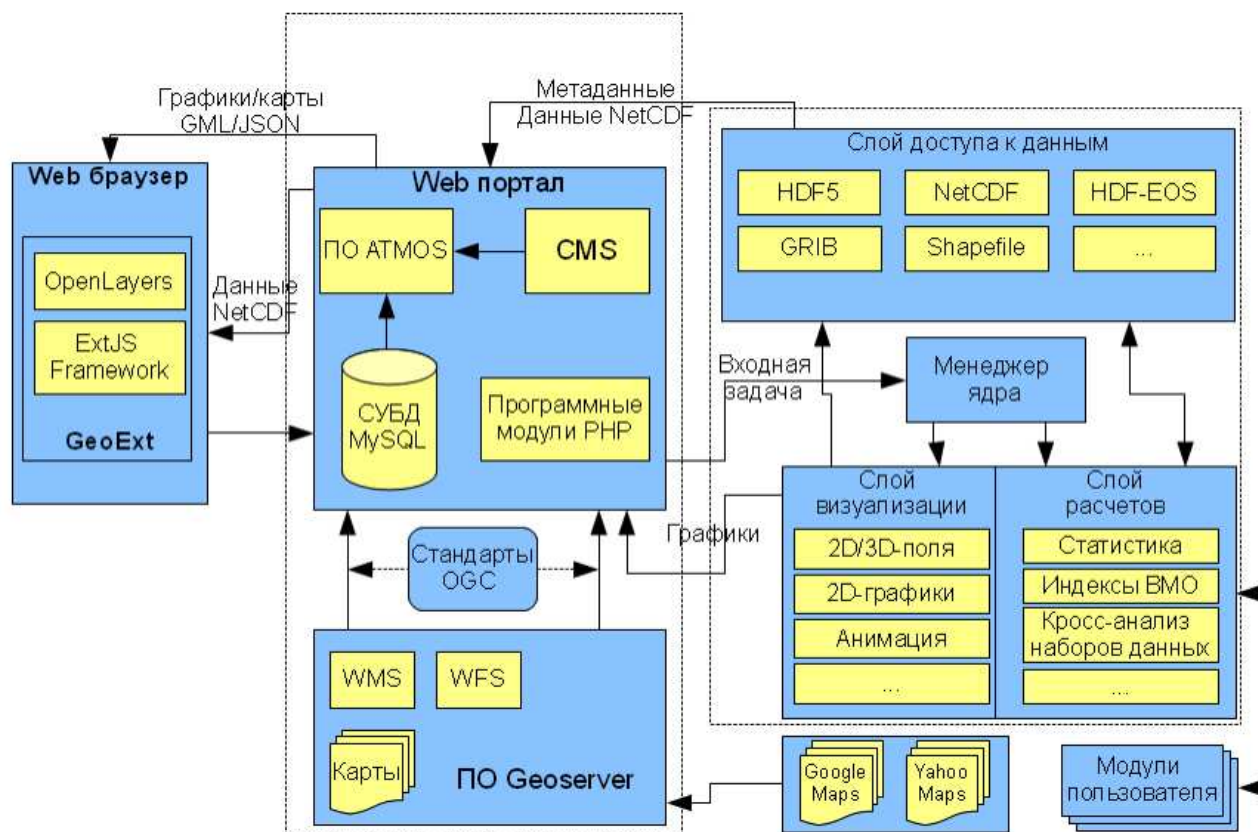 Графики/карты
GML/JSON
Метаданные
Данные NetCDF
Web браузер
OpenLayers
ExtJS
Framework
GeoExt
Данные
NetCDF
Web портал
ПО ATMOS
CMS
СУБД
MySQL
Программные
модули PHP
Слой доступа к данным
HDF5
NetCDF
HDF-EOS
GRIB
Shapefile
...
Входная
задача
Менеджер
ядра
Графики
Слой
визуализации
2D/3D-поля
2D-графики
Анимация
...
Слой
расчетов
Статистика
Индексы ВМО
Кросс-анализ
наборов данных
....
Стандарты
OGC
WMS
WFS
Карты
ПО Geoserver
Google
Maps
Yahoo
Maps
Модули
пользователя